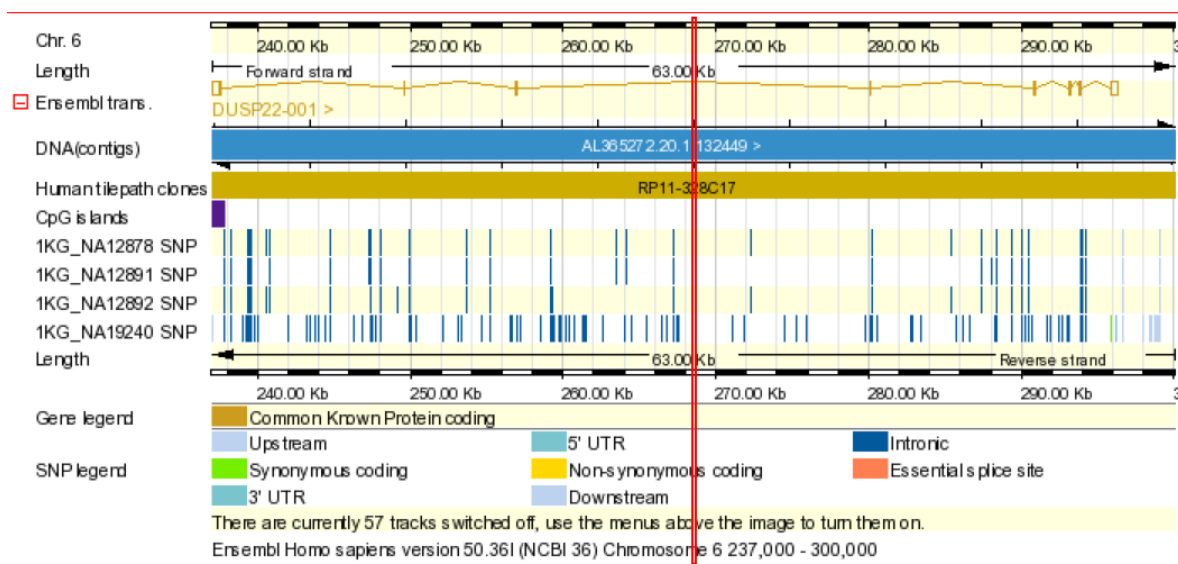 Chr. 6 240.00 Kb 250.00 Kb 260.00 Kb 270.00 Kb 280.00 Kb 290.00 Kb 3
Length Forward strand 63.00 Kb
Ensembl trans.
DUSP22-001 >
DNA(contigs) AL365272.20.1.132449 >
Human tilepath clones RP11-328C17
CpG islands
1KG_NA12878 SNP
1KG_NA12891 SNP
1KG_NA12892 SNP
1KG_NA19240 SNP
Length 63.00 Kb Reverse strand
240.00 Kb 250.00 Kb 260.00 Kb 270.00 Kb 280.00 Kb 290.00 Kb 3
Gene legend Common Known Protein coding
Upstream 5' UTR Intronic
SNP legend Synonymous coding Non-synonymous coding Essential splice site
3' UTR Downstream
There are currently 57 tracks switched off, use the menus above the image to turn them on.
Ensembl Homo sapiens version 50.36l (NCBI 36) Chromosome 6 237,000 - 300,000